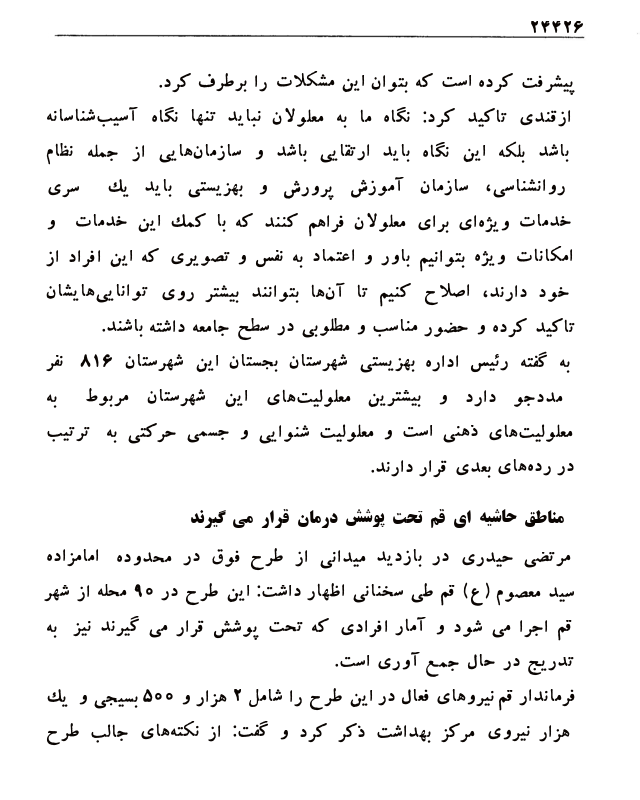 ۲۴۴۲۶
پیشرفت کرده است که بتوان این مشکلات را برطرف کرد.
ازقندی تاکید کرد: نگاه ما به معلولان نباید تنها نگاه آسیب‌شناسانه
باشد بلکه این نگاه باید ارتقایی باشد و سازمان‌هایی از جمله نظام
روانشناسی، سازمان آموزش پرورش و بهزیستی باید یك سری
خدمات ویژه‌ای برای معلولان فراهم کنند که با کمك این خدمات و
امکانات ویژه بتوانیم باور و اعتماد به نفس و تصویری که این افراد از
خود دارند، اصلاح کنیم تا آن‌ها بتوانند بیشتر روی توانایی‌هایشان
تاکید کرده و حضور مناسب و مطلوبی در سطح جامعه داشته باشند.
به گفته رئیس اداره بهزیستی شهرستان بجستان این شهرستان ۸۱۶ نفر
مددجو دارد و بیشترین معلولیت‌های این شهرستان مربوط به
معلولیت‌های ذهنی است و معلولیت شنوایی و جسمی حرکتی به ترتیب
در رده‌های بعدی قرار دارند.
مناطق حاشیه ای قم تحت پوشش درمان قرار می گیرند
مرتضی حیدری در بازدید میدانی از طرح فوق در محدوده امامزاده
سید معصوم (ع) قم طی سخنانی اظهار داشت: این طرح در ۹۰ محله از شهر
قم اجرا می شود و آمار افرادی که تحت پوشش قرار می گیرند نیز به
تدریج در حال جمع آوری است.
فرماندار قم نیروهای فعال در این طرح را شامل ۲ هزار و ۵۰۰ بسیجی و یك
هزار نیروی مرکز بهداشت ذکر کرد و گفت: از نکته‌های جالب طرح